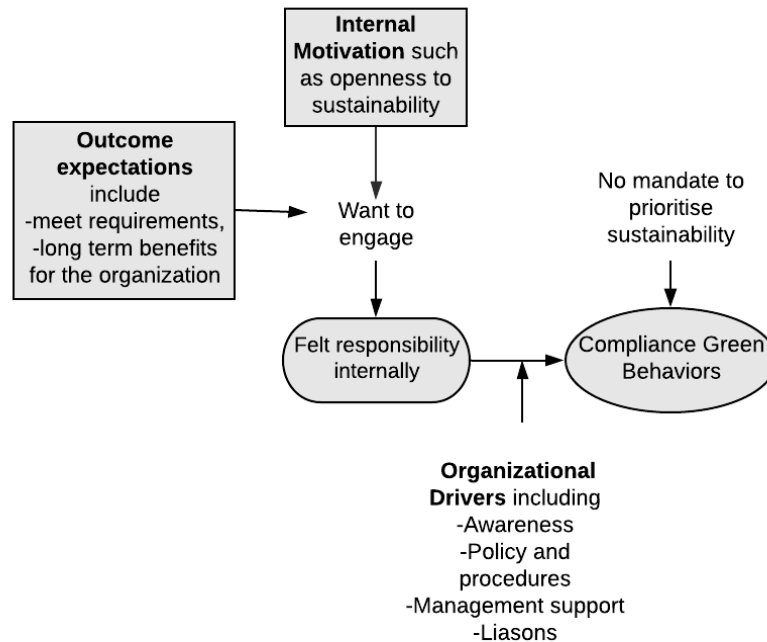 Internal
Motivation such
as openness to
sustainability
Outcome
expectations
include
-meet requirements,
-long term benefits
for the organization
Want to
engage
No mandate to
prioritise
sustainability
Felt responsibility
internally
Compliance Green
Behaviors
Organizational
Drivers including
-Awareness
-Policy and
procedures
-Management support
-Liasons